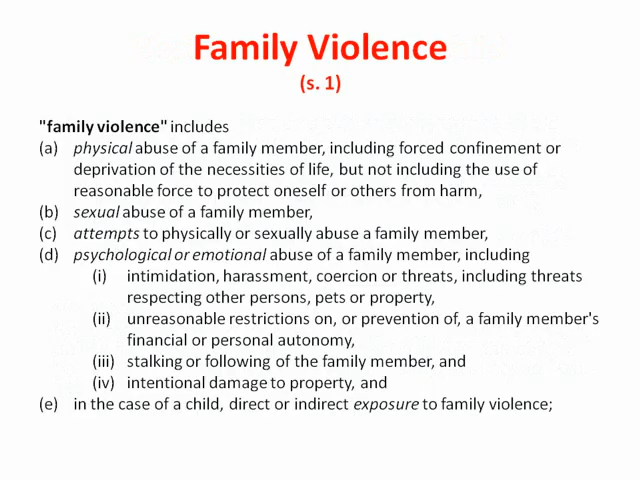 Family Violence
(s. 1)
"family violence" includes
(a) physical abuse of a family member, including forced confinement or
deprivation of the necessities of life, but not including the use of
reasonable force to protect oneself or others from harm,
(b) sexual abuse of a family member,
(c) attempts to physically or sexually abuse a family member,
(d) psychological or emotional abuse of a family member, including
(i) intimidation, harassment, coercion or threats, including threats
respecting other persons, pets or property,
(ii) unreasonable restrictions on, or prevention of, a family member's
financial or personal autonomy,
(iii) stalking or following of the family member, and
(iv) intentional damage to property, and
(e) in the case of a child, direct or indirect exposure to family violence;